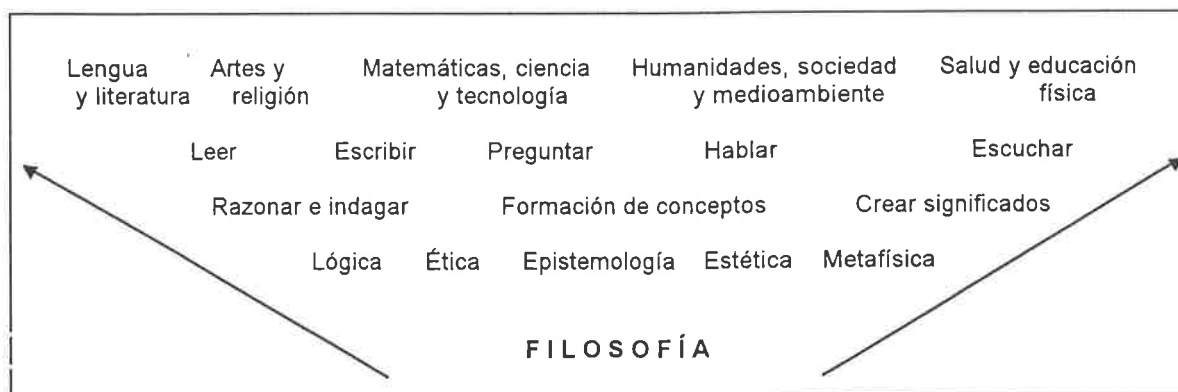 Lengua Artes y Matemáticas, ciencia Humanidades, sociedad Salud y educación
y literatura religión y tecnología y medioambiente física
Leer Escribir Preguntar Hablar Escuchar
Razonar e indagar Formación de conceptos Crear significados
Lógica Ética Epistemología Estética Metafísica
FILOSOFÍA